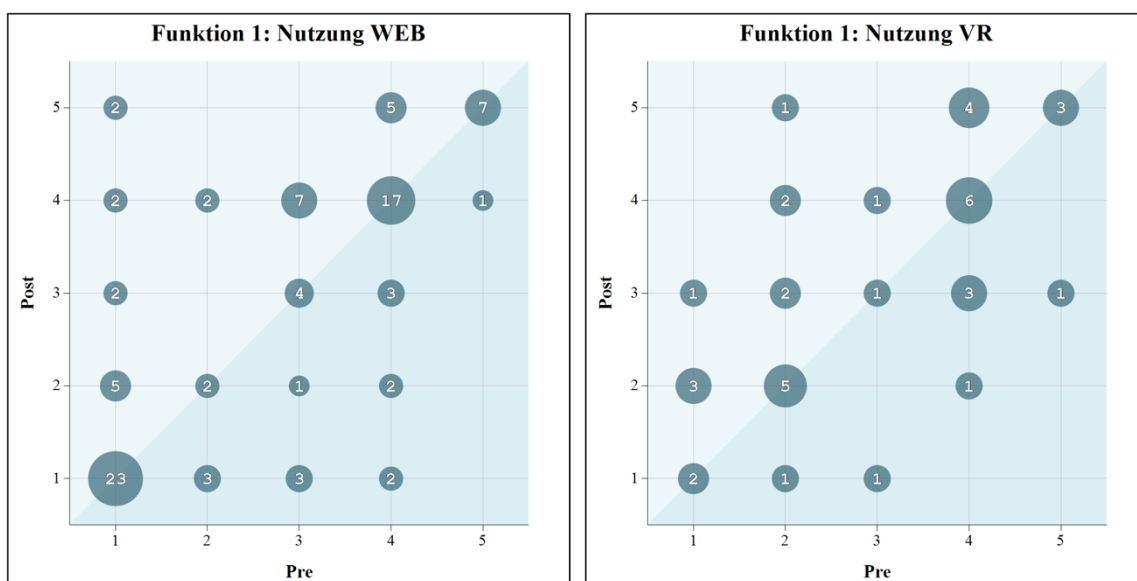 Funktion 1: Nutzung WEB
5 2 5 7
4 2 2 7 17 1
Post
3 2 4 3
2 5 2 1 2
1 23 3 3 2
1 2 3 4 5
Pre
Funktion 1: Nutzung VR
5 1 4 3
4 2 1 6
Post
3 1 2 1 3 1
2 3 5 1
1 2 1 1
1 2 3 4 5
Pre